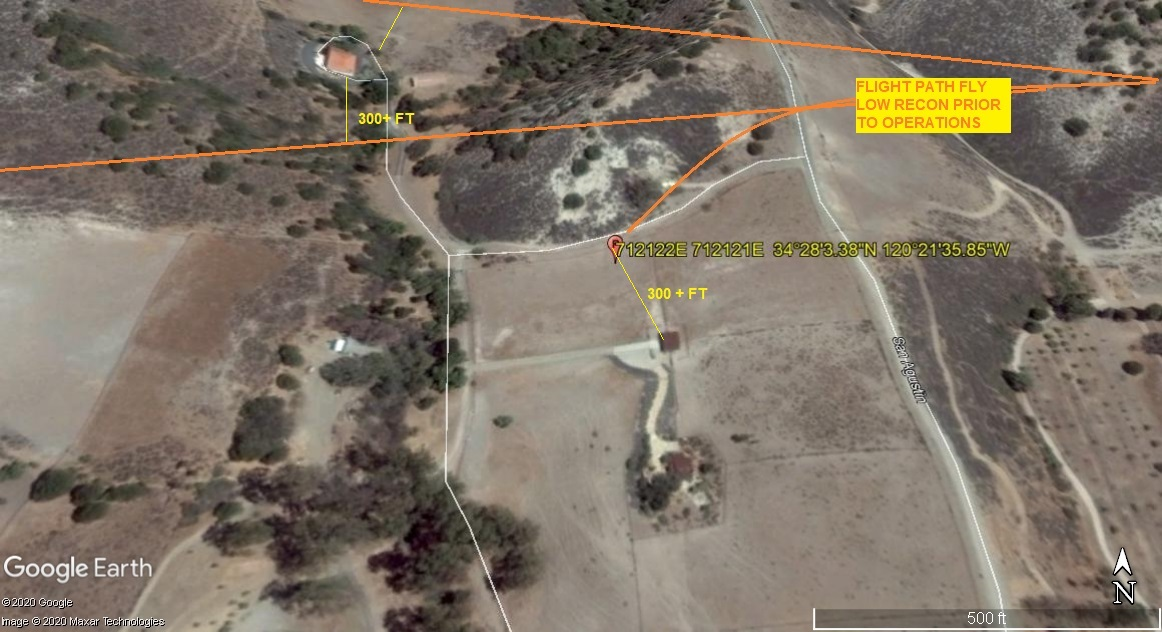 FLIGHT PATH FLY
LOW RECON PRIOR
TO OPERATIONS
300+ FT
712122E 712121E 34°28'3.38"N 120°21'35.85"W
300 + FT
San Agustin
Google Earth
N
© 2020 Google
Image © 2020 Maxar Technologies
500 ft